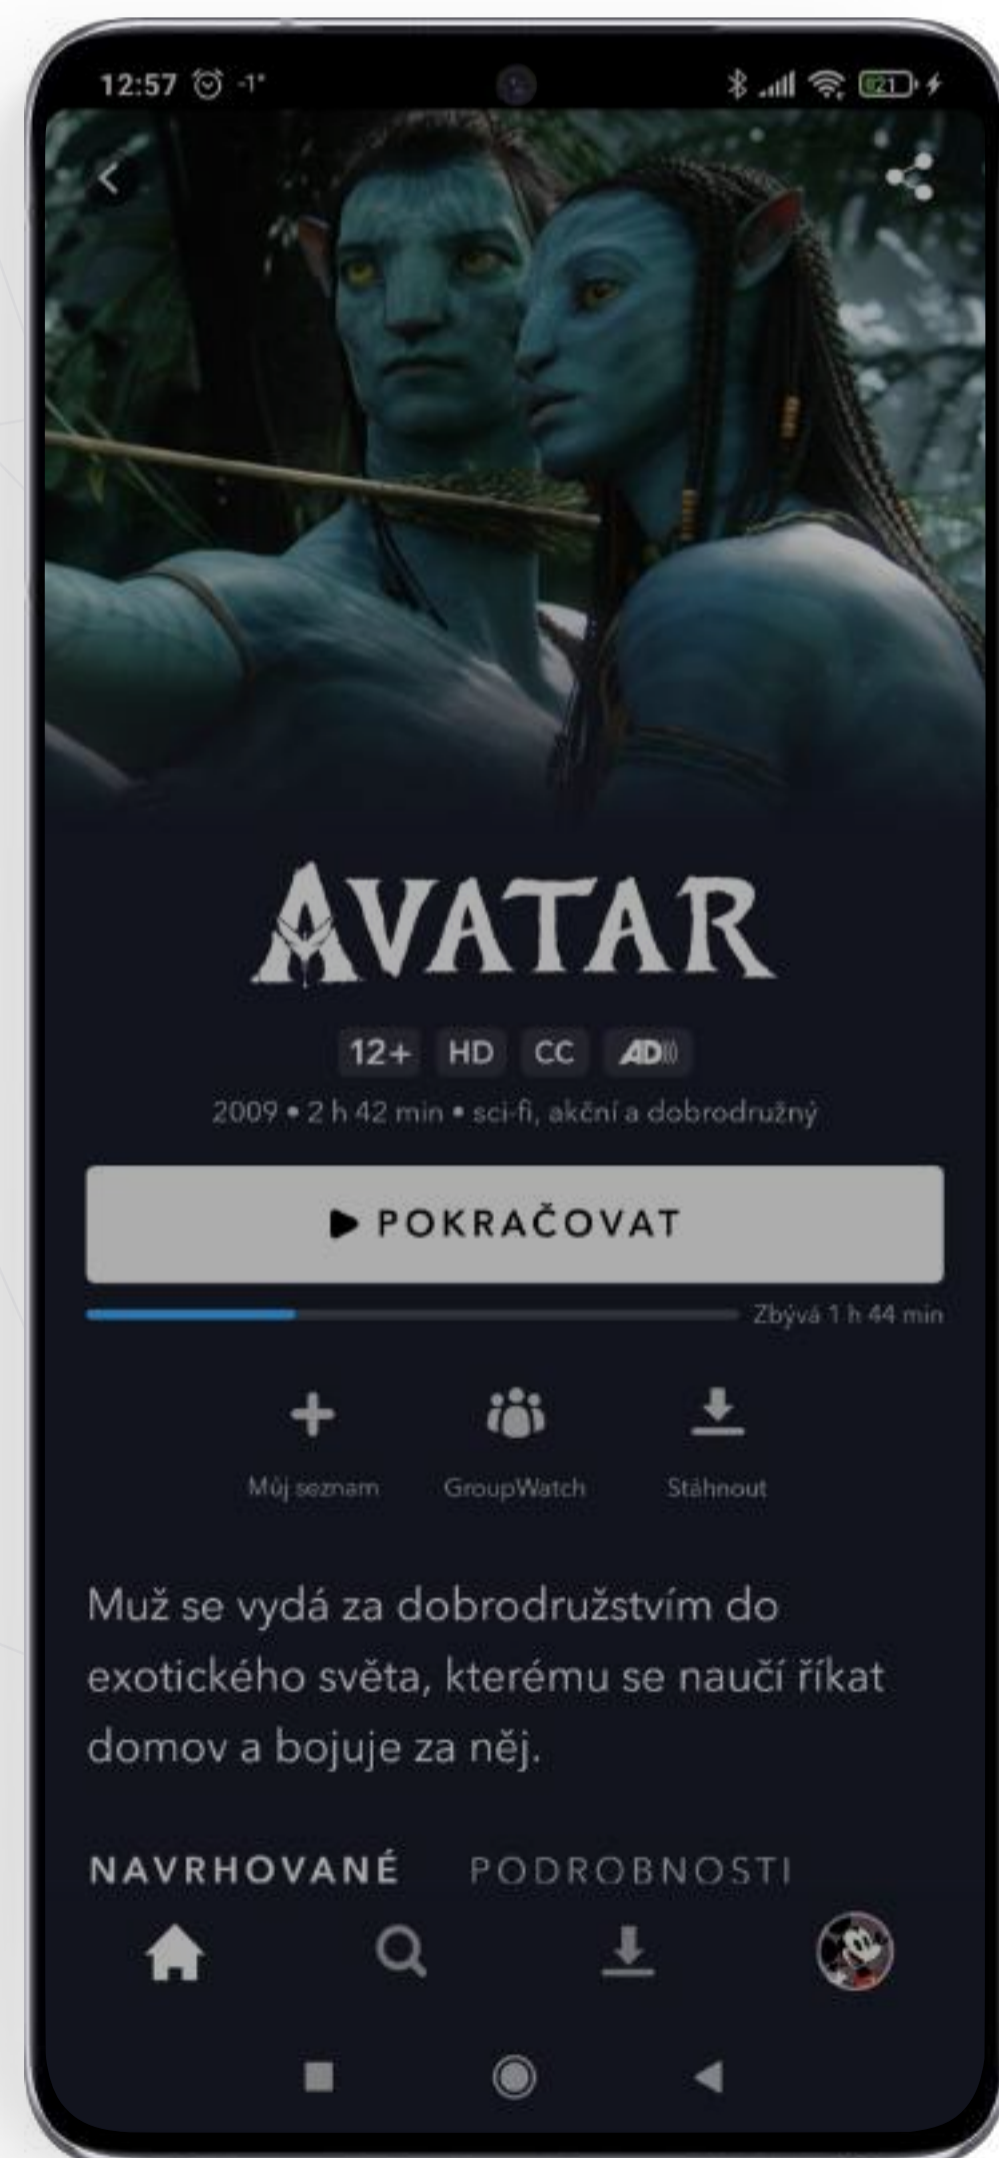 12:57 -1°
21
AVATAR
12+ HD CC AD
2009 • 2 h 42 min • sci-fi, akční a dobrodružný
POKRAČOVAT
Zbývá 1 h 44 min
Můj seznam GroupWatch Stáhnout
Muž se vydá za dobrodružstvím do
exotického světa, kterému se naučí říkat
domov a bojuje za něj.
NAVRHOVANÉ PODROBNOSTI